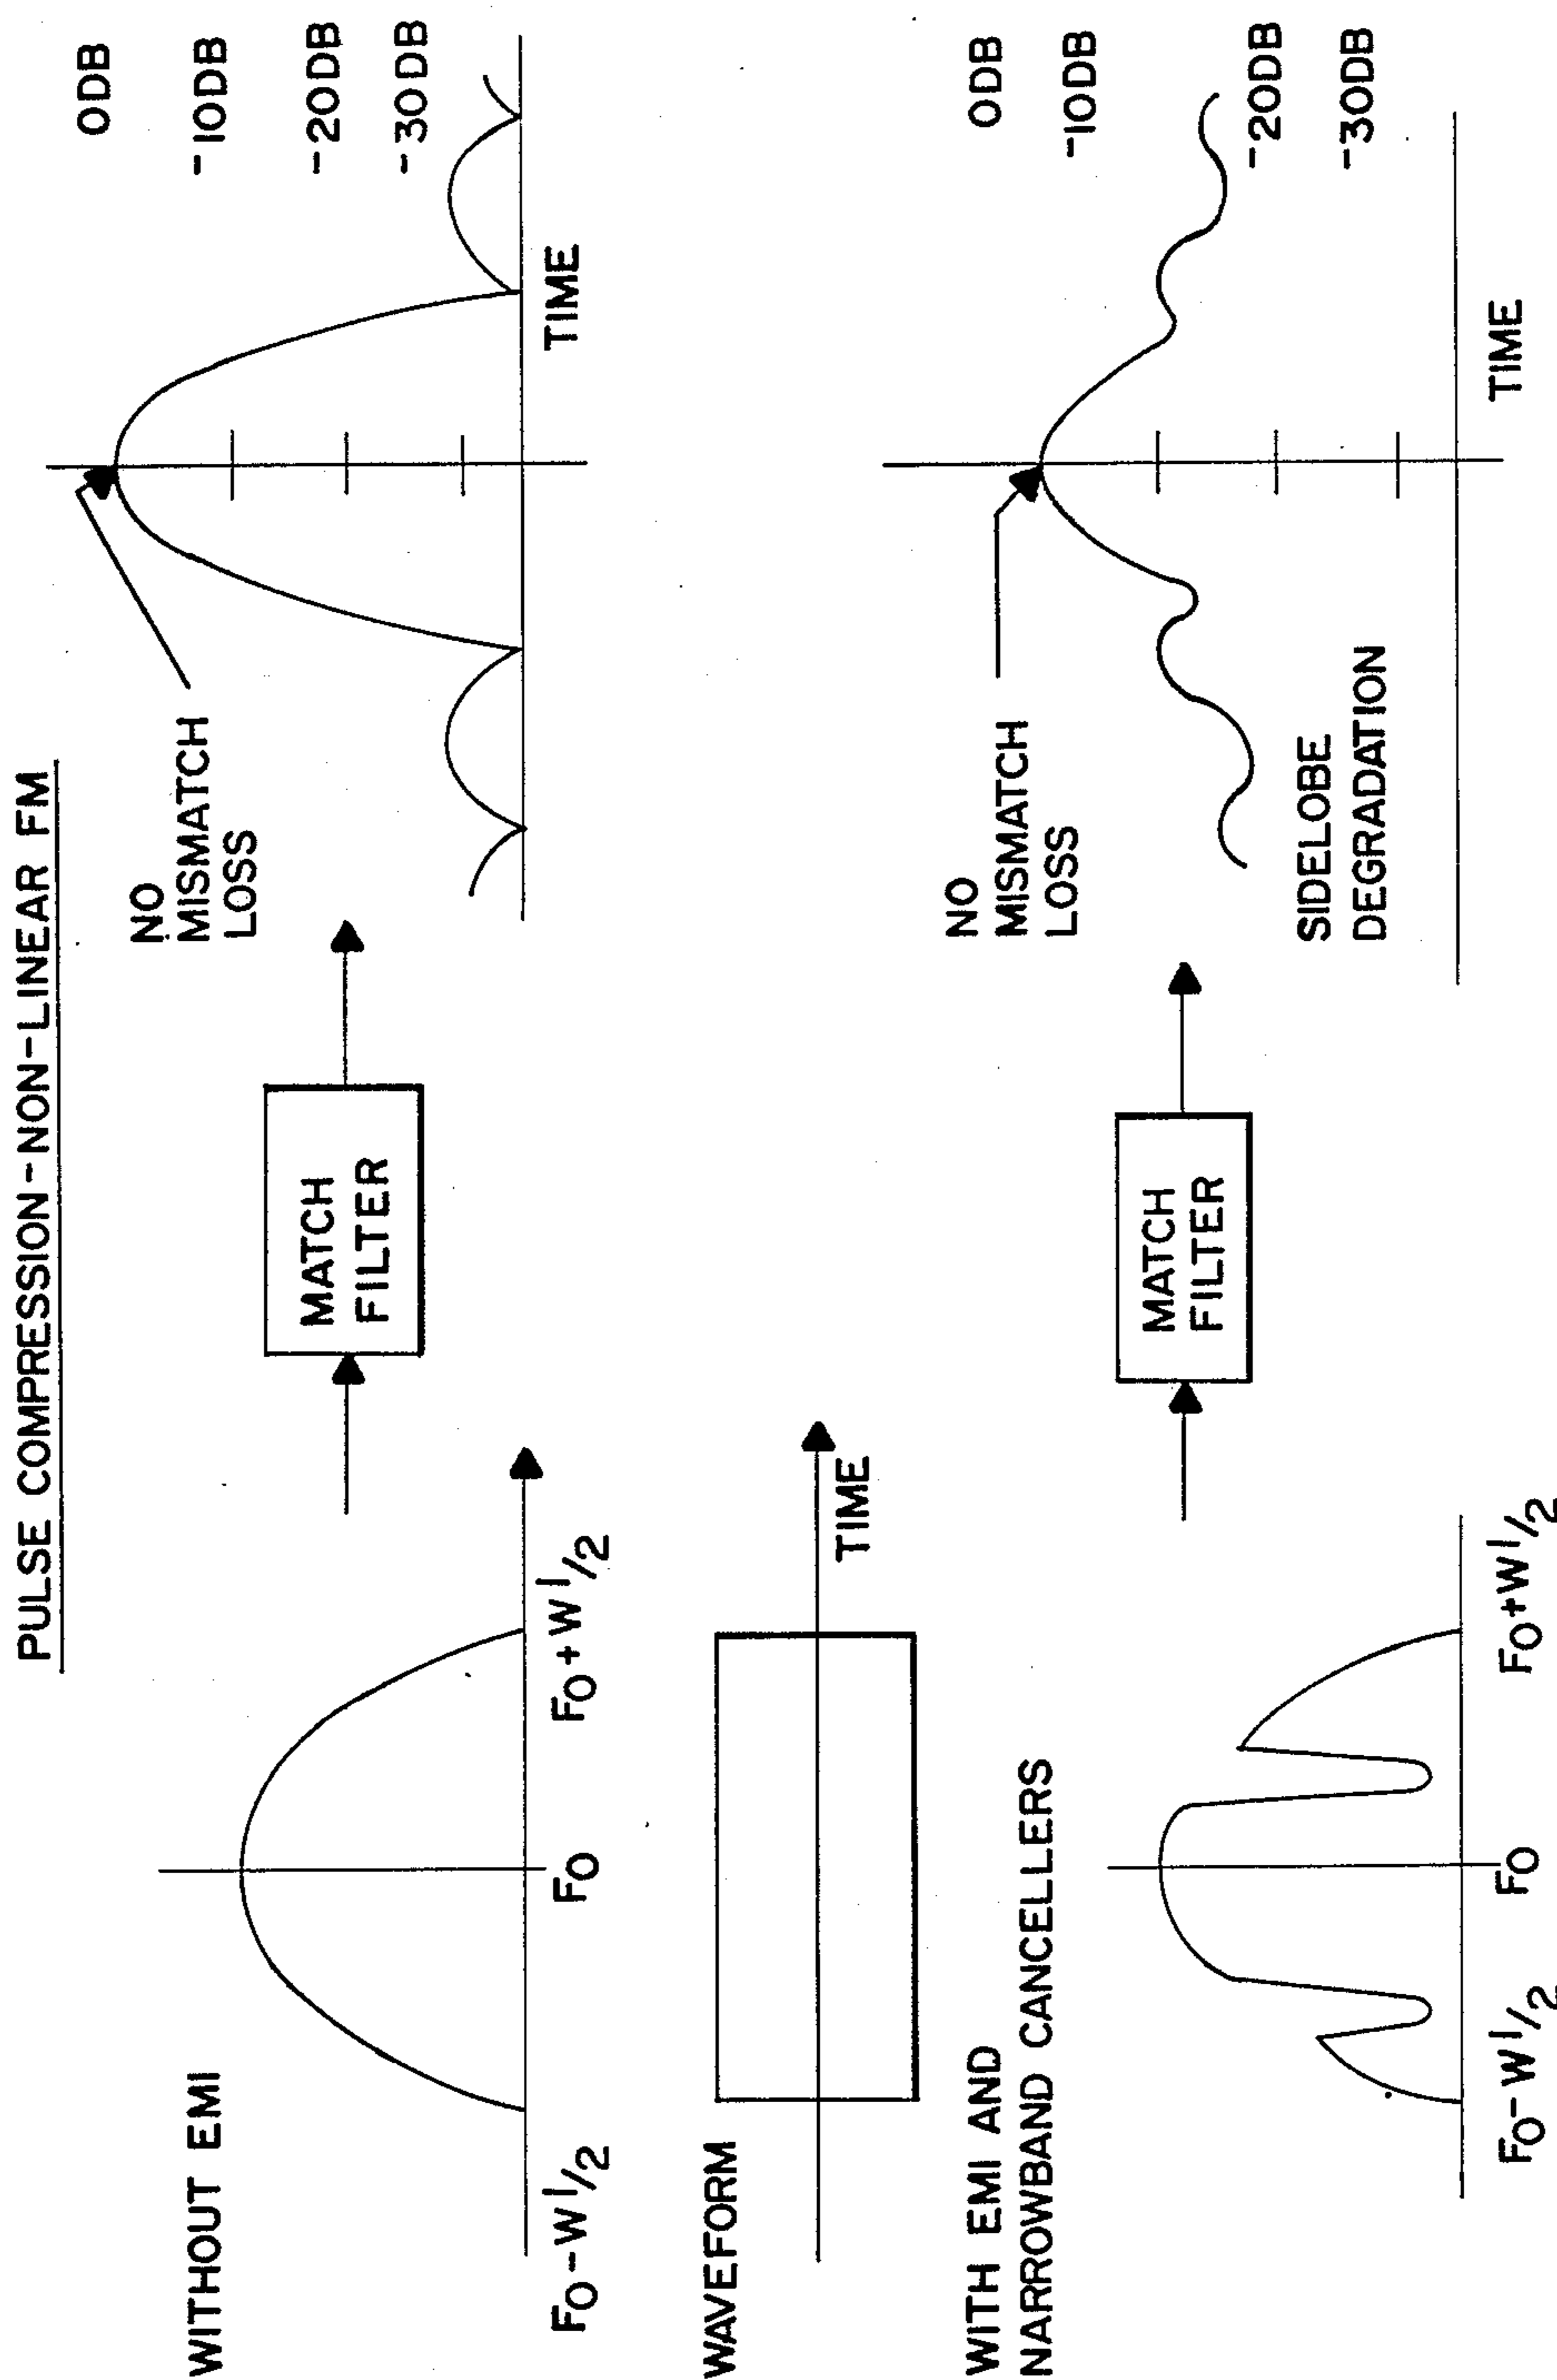 PULSE COMPRESSION-NON-LINEAR FM
WITHOUT EMI
F0-W1/2
F0
F0+W1/2
MATCH
FILTER
NO
MISMATCH
LOSS
0DB
-10DB
-20DB
-30DB
TIME
WAVEFORM
TIME
WITH EMI AND
NARROWBAND CANCELLERS
F0-W1/2
F0
F0+W1/2
MATCH
FILTER
NO
MISMATCH
LOSS
SIDELOBE
DEGRADATION
0DB
-10DB
-20DB
-30DB
TIME